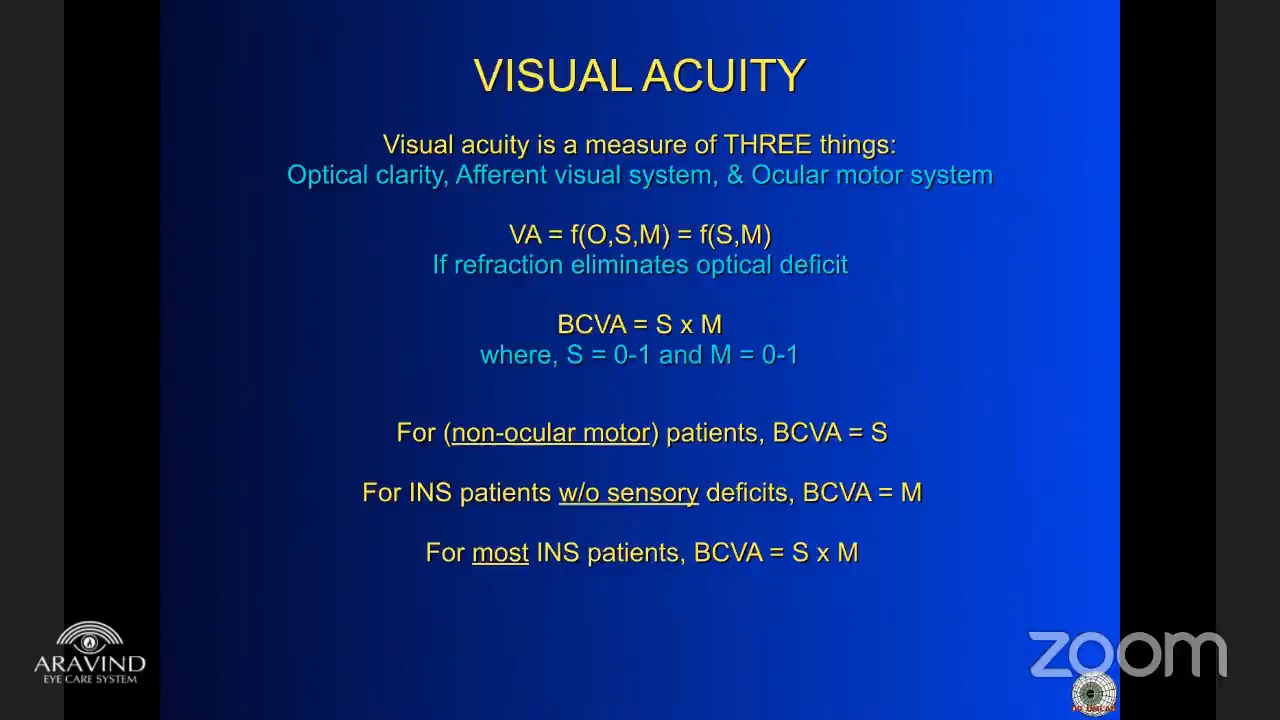 VISUAL ACUITY
Visual acuity is a measure of THREE things:
Optical clarity, Afferent visual system, & Ocular motor system
VA = f(O,S,M) = f(S,M)
If refraction eliminates optical deficit
BCVA = S x M
where, S = 0-1 and M = 0-1
For (non-ocular motor) patients, BCVA = S
For INS patients w/o sensory deficits, BCVA = M
For most INS patients, BCVA = S x M
ARAVIND
EYE CARE SYSTEM
zoom